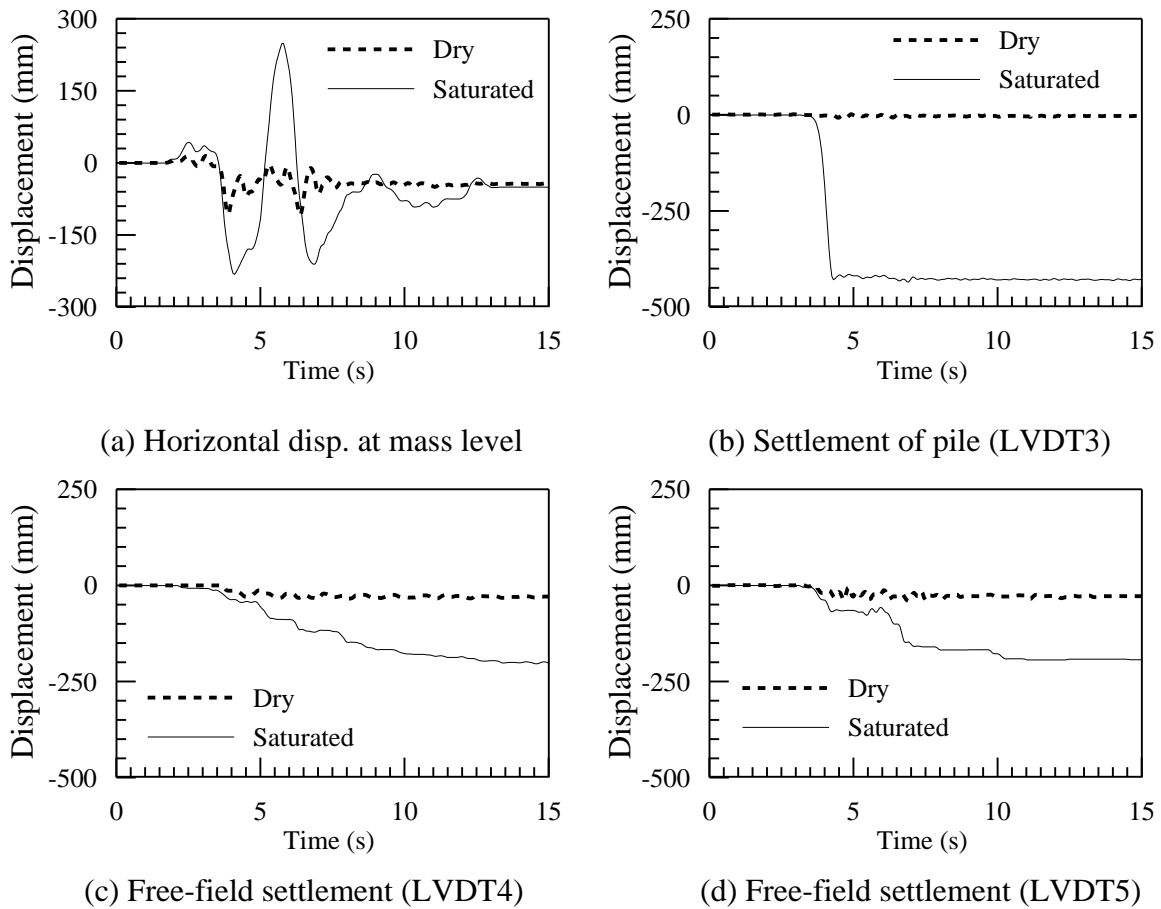 300
150
0
-150
-300
Displacement (mm)
Dry
Saturated
0 5 10 15
Time (s)
(a) Horizontal disp. at mass level
250
0
-250
-500
Displacement (mm)
Dry
Saturated
0 5 10 15
Time (s)
(b) Settlement of pile (LVDT3)
250
0
-250
-500
Displacement (mm)
Dry
Saturated
0 5 10 15
Time (s)
(c) Free-field settlement (LVDT4)
250
0
-250
-500
Displacement (mm)
Dry
Saturated
0 5 10 15
Time (s)
(d) Free-field settlement (LVDT5)